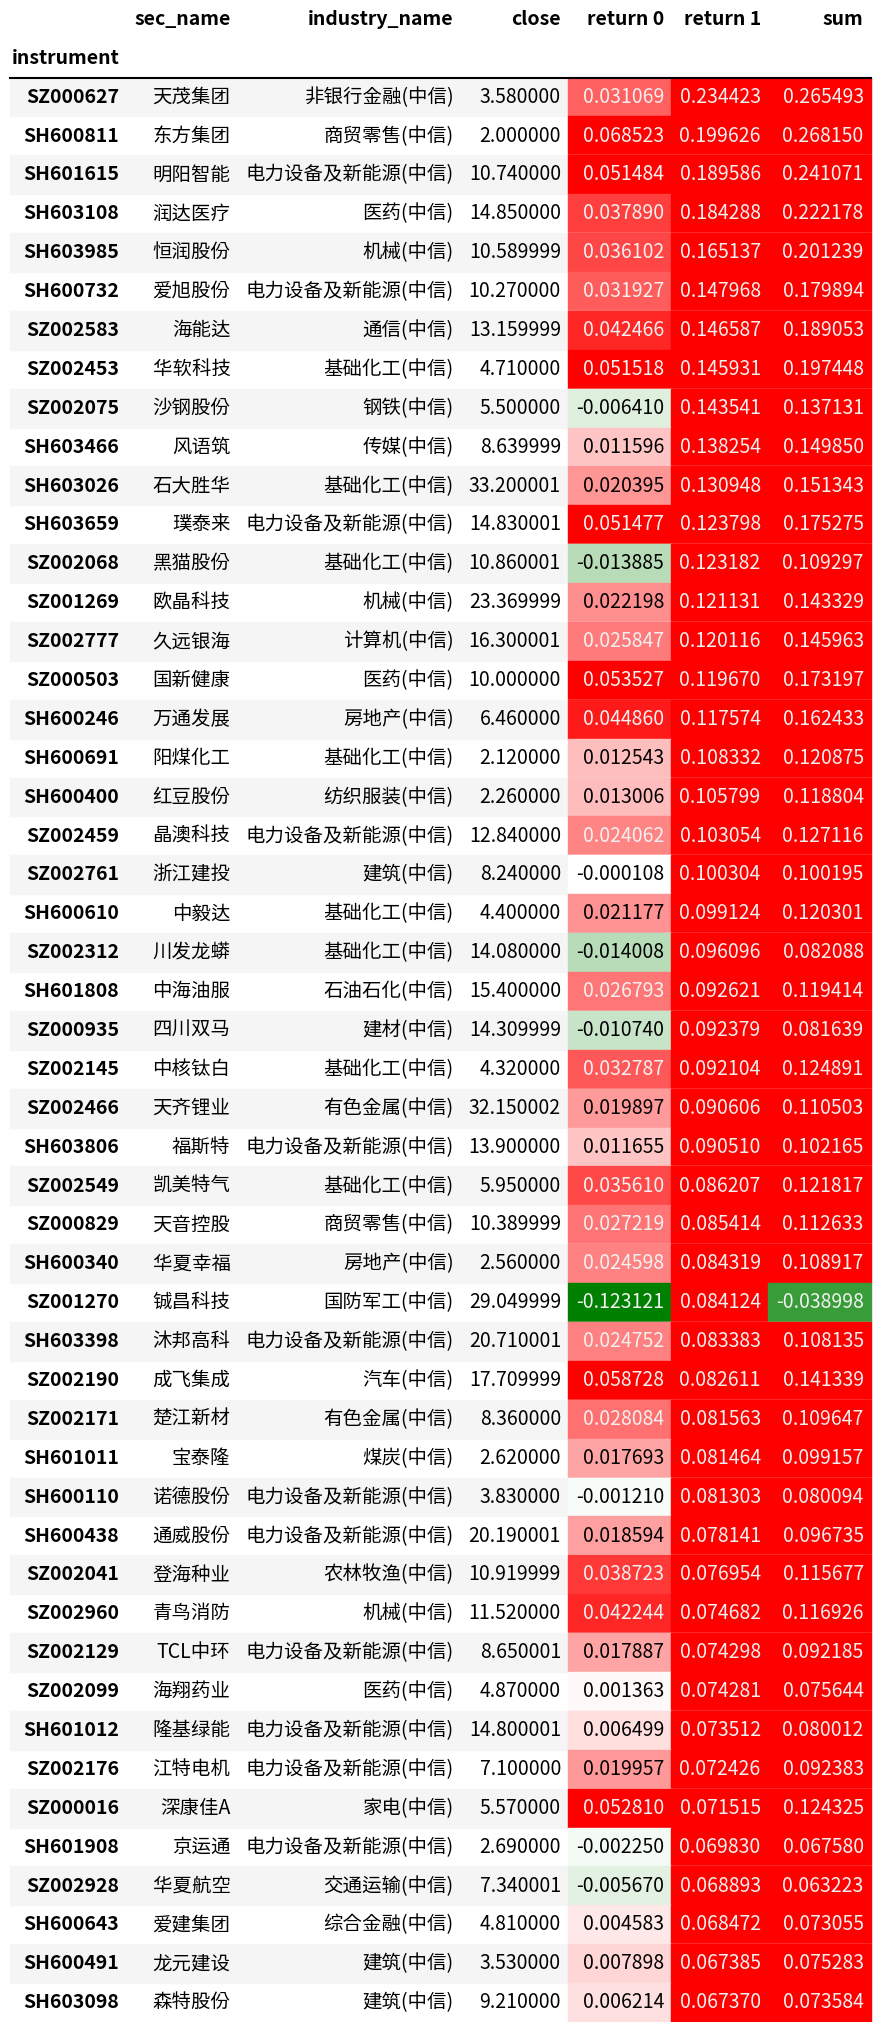 sec_name industry_name close return 0 return 1 sum
instrument
SZ000627 天茂集团 非银行金融(中信) 3.580000 0.031069 0.234423 0.265493
SH600811 东方集团 商贸零售(中信) 2.000000 0.068523 0.199626 0.268150
SH601615 明阳智能 电力设备及新能源(中信) 10.740000 0.051484 0.189586 0.241071
SH603108 润达医疗 医药(中信) 14.850000 0.037890 0.184288 0.222178
SH603985 恒润股份 机械(中信) 10.589999 0.036102 0.165137 0.201239
SH600732 爱旭股份 电力设备及新能源(中信) 10.270000 0.031927 0.147968 0.179894
SZ002583 海能达 通信(中信) 13.159999 0.042466 0.146587 0.189053
SZ002453 华软科技 基础化工(中信) 4.710000 0.051518 0.145931 0.197448
SZ002075 沙钢股份 钢铁(中信) 5.500000 -0.006410 0.143541 0.137131
SH603466 风语筑 传媒(中信) 8.639999 0.011596 0.138254 0.149850
SH603026 石大胜华 基础化工(中信) 33.200001 0.020395 0.130948 0.151343
SH603659 璞泰来 电力设备及新能源(中信) 14.830001 0.051477 0.123798 0.175275
SZ002068 黑猫股份 基础化工(中信) 10.860001 -0.013885 0.123182 0.109297
SZ001269 欧晶科技 机械(中信) 23.369999 0.022198 0.121131 0.143329
SZ002777 久远银海 计算机(中信) 16.300001 0.025847 0.120116 0.145963
SZ000503 国新健康 医药(中信) 10.000000 0.053527 0.119670 0.173197
SH600246 万通发展 房地产(中信) 6.460000 0.044860 0.117574 0.162433
SH600691 阳煤化工 基础化工(中信) 2.120000 0.012543 0.108332 0.120875
SH600400 红豆股份 纺织服装(中信) 2.260000 0.013006 0.105799 0.118804
SZ002459 晶澳科技 电力设备及新能源(中信) 12.840000 0.024062 0.103054 0.127116
SZ002761 浙江建投 建筑(中信) 8.240000 -0.000108 0.100304 0.100195
SH600610 中毅达 基础化工(中信) 4.400000 0.021177 0.099124 0.120301
SZ002312 川发龙蟒 基础化工(中信) 14.080000 -0.014008 0.096096 0.082088
SH601808 中海油服 石油石化(中信) 15.400000 0.026793 0.092621 0.119414
SZ000935 四川双马 建材(中信) 14.309999 -0.010740 0.092379 0.081639
SZ002145 中核钛白 基础化工(中信) 4.320000 0.032787 0.092104 0.124891
SZ002466 天齐锂业 有色金属(中信) 32.150002 0.019897 0.090606 0.110503
SH603806 福斯特 电力设备及新能源(中信) 13.900000 0.011655 0.090510 0.102165
SZ002549 凯美特气 基础化工(中信) 5.950000 0.035610 0.086207 0.121817
SZ000829 天音控股 商贸零售(中信) 10.389999 0.027219 0.085414 0.112633
SH600340 华夏幸福 房地产(中信) 2.560000 0.024598 0.084319 0.108917
SZ001270 铖昌科技 国防军工(中信) 29.049999 -0.123121 0.084124 -0.038998
SH603398 沐邦高科 电力设备及新能源(中信) 20.710001 0.024752 0.083383 0.108135
SZ002190 成飞集成 汽车(中信) 17.709999 0.058728 0.082611 0.141339
SZ002171 楚江新材 有色金属(中信) 8.360000 0.028084 0.081563 0.109647
SH601011 宝泰隆 煤炭(中信) 2.620000 0.017693 0.081464 0.099157
SH600110 诺德股份 电力设备及新能源(中信) 3.830000 -0.001210 0.081303 0.080094
SH600438 通威股份 电力设备及新能源(中信) 20.190001 0.018594 0.078141 0.096735
SZ002041 登海种业 农林牧渔(中信) 10.919999 0.038723 0.076954 0.115677
SZ002960 青鸟消防 机械(中信) 11.520000 0.042244 0.074682 0.116926
SZ002129 TCL中环 电力设备及新能源(中信) 8.650001 0.017887 0.074298 0.092185
SZ002099 海翔药业 医药(中信) 4.870000 0.001363 0.074281 0.075644
SH601012 隆基绿能 电力设备及新能源(中信) 14.800001 0.006499 0.073512 0.080012
SZ002176 江特电机 电力设备及新能源(中信) 7.100000 0.019957 0.072426 0.092383
SZ000016 深康佳A 家电(中信) 5.570000 0.052810 0.071515 0.124325
SH601908 京运通 电力设备及新能源(中信) 2.690000 -0.002250 0.069830 0.067580
SZ002928 华夏航空 交通运输(中信) 7.340001 -0.005670 0.068893 0.063223
SH600643 爱建集团 综合金融(中信) 4.810000 0.004583 0.068472 0.073055
SH600491 龙元建设 建筑(中信) 3.530000 0.007898 0.067385 0.075283
SH603098 森特股份 建筑(中信) 9.210000 0.006214 0.067370 0.073584